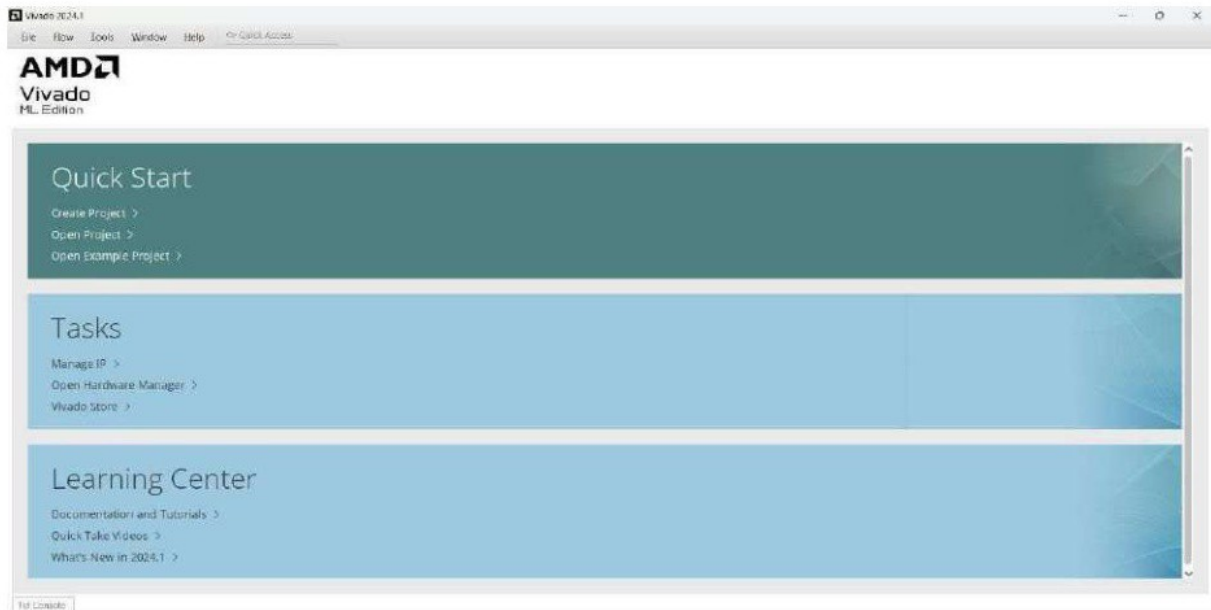 Vivado 2024.1
File Flow Tools Window Help Quick Access
AMD
Vivado
ML Edition
Quick Start
Create Project >
Open Project >
Open Example Project >
Tasks
Manage IP >
Open Hardware Manager >
Vivado Store >
Learning Center
Documentation and Tutorials >
Quick Take Videos >
What's New in 2024.1 >
Tcl Console